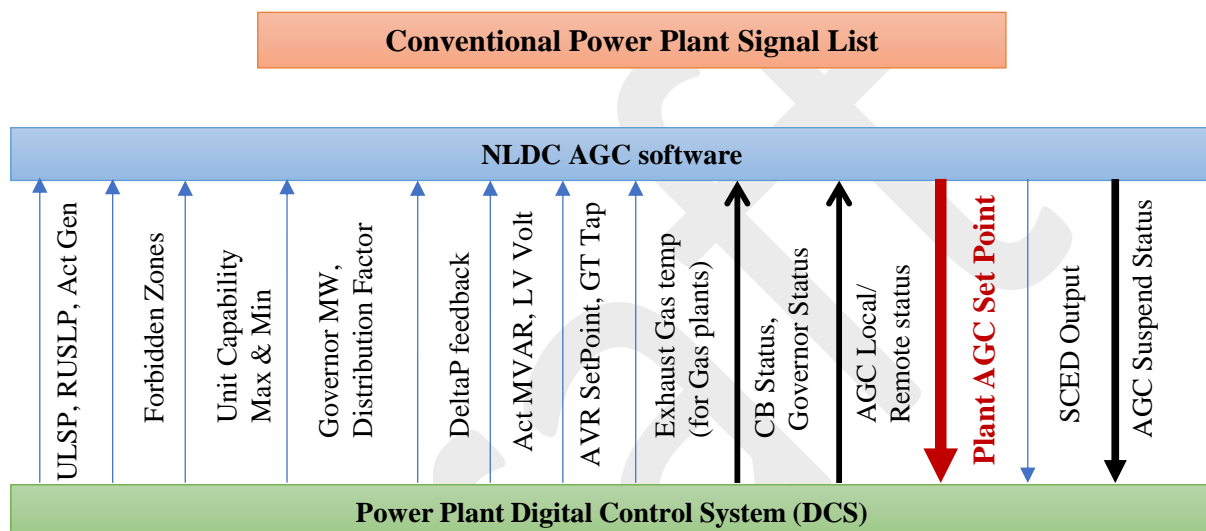 Conventional Power Plant Signal List
NLDC AGC software
ULSP, RUSLP, Act Gen
Forbidden Zones
Unit Capability
Max & Min
Governor MW,
Distribution Factor
DeltaP feedback
Act MVAR, LV Volt
AVR SetPoint, GT Tap
Exhaust Gas temp
(for Gas plants)
CB Status,
Governor Status
AGC Local/
Remote status
Plant AGC Set Point
SCED Output
AGC Suspend Status
Power Plant Digital Control System (DCS)